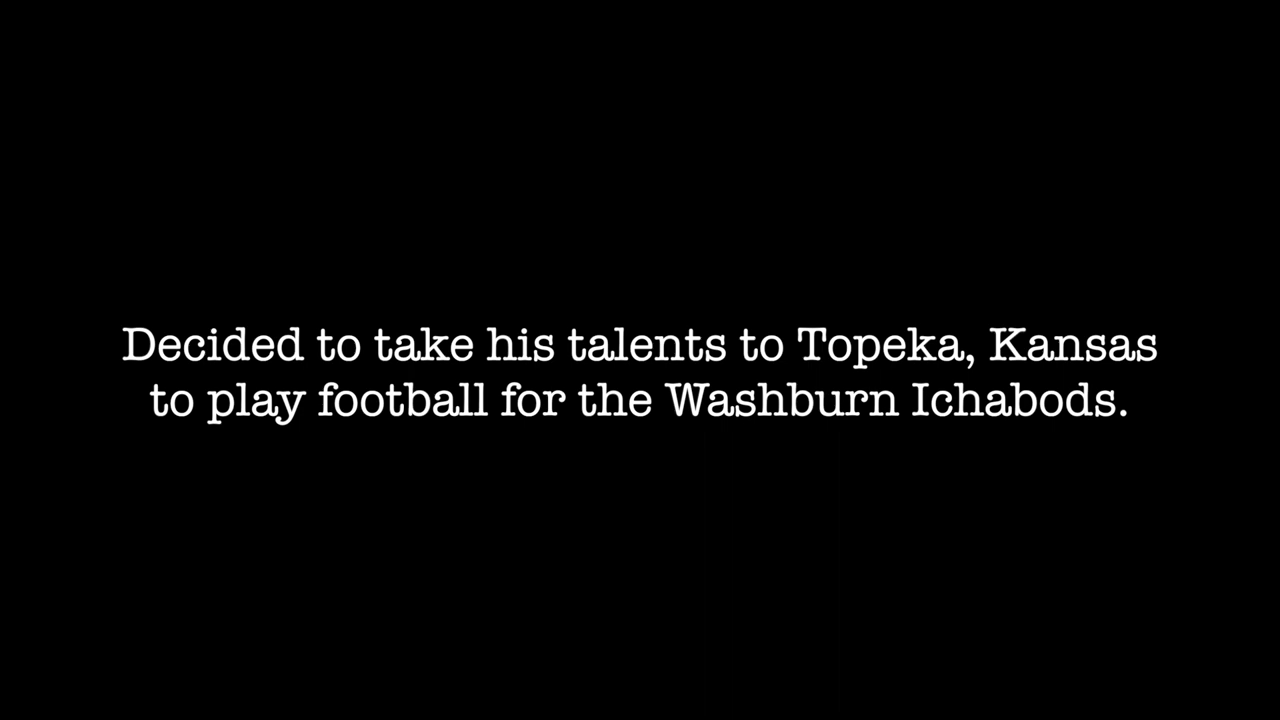 Decided to take his talents to Topeka, Kansas
to play football for the Washburn Ichabods.